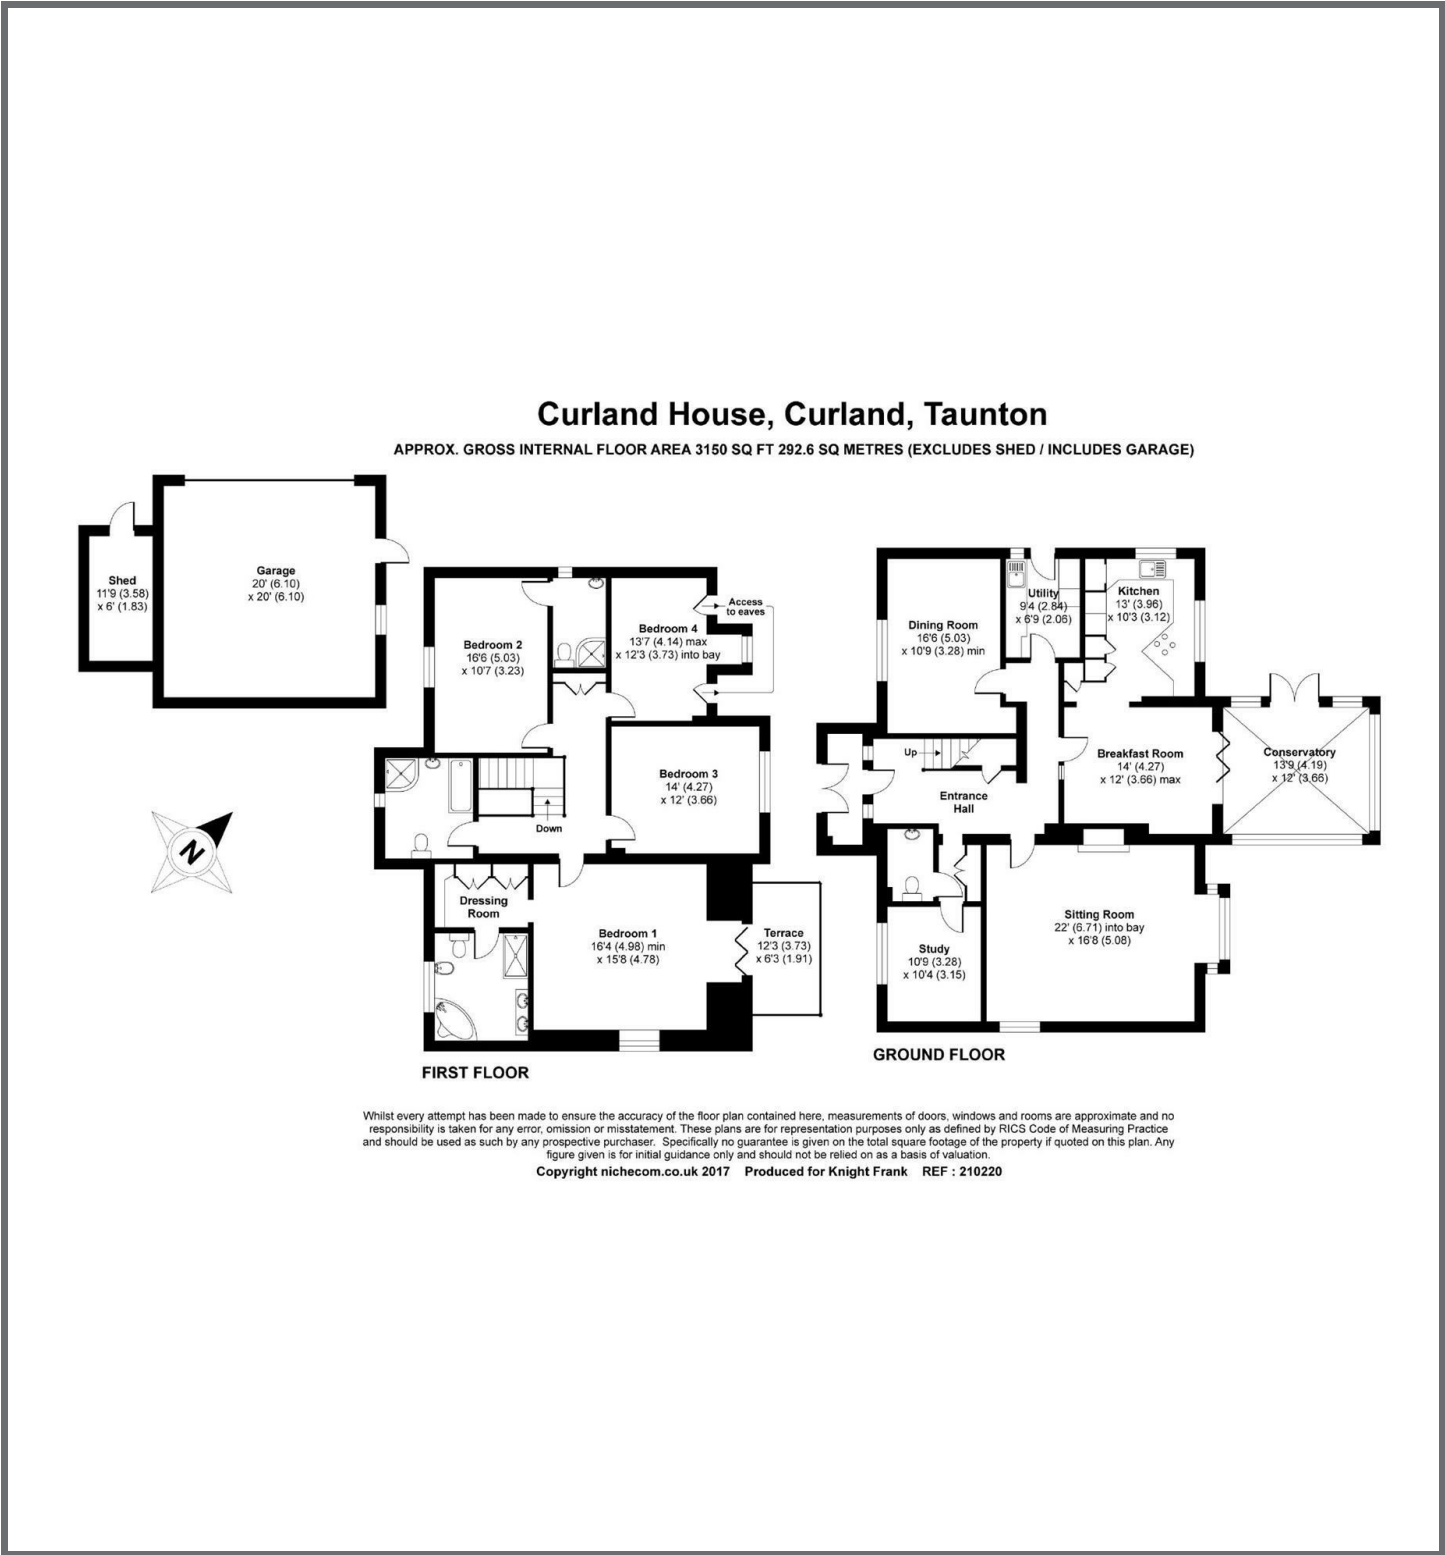 Curland House, Curland, Taunton
APPROX. GROSS INTERNAL FLOOR AREA 3150 SQ FT 292.6 SQ METRES (EXCLUDES SHED / INCLUDES GARAGE)
Shed
11'9 (3.58)
x 6' (1.83)
Garage
20' (6.10)
x 20' (6.10)
Bedroom 2
16'6 (5.03)
x 10'7 (3.23)
Bedroom 4
13'7 (4.14) max
x 12'3 (3.73) into bay
Access
to eaves
Bedroom 3
14' (4.27)
x 12' (3.66)
Down
Dressing
Room
Bedroom 1
16'4 (4.98) min
x 15'8 (4.78)
Terrace
12'3 (3.73)
x 6'3 (1.91)
N
FIRST FLOOR
Dining Room
16'6 (5.03)
x 10'9 (3.28) min
Utility
9'4 (2.84)
x 6'9 (2.06)
Kitchen
13' (3.96)
x 10'3 (3.12)
Up
Entrance
Hall
Breakfast Room
14' (4.27)
x 12' (3.66) max
Conservatory
13'9 (4.19)
x 12' (3.66)
Study
10'9 (3.28)
x 10'4 (3.15)
Sitting Room
22' (6.71) into bay
x 16'8 (5.08)
GROUND FLOOR
Whilst every attempt has been made to ensure the accuracy of the floor plan contained here, measurements of doors, windows and rooms are approximate and no
responsibility is taken for any error, omission or misstatement. These plans are for representation purposes only as defined by RICS Code of Measuring Practice
and should be used as such by any prospective purchaser. Specifically no guarantee is given on the total square footage of the property if quoted on this plan. Any
figure given is for initial guidance only and should not be relied on as a basis of valuation.
Copyright nichecom.co.uk 2017 Produced for Knight Frank REF : 210220